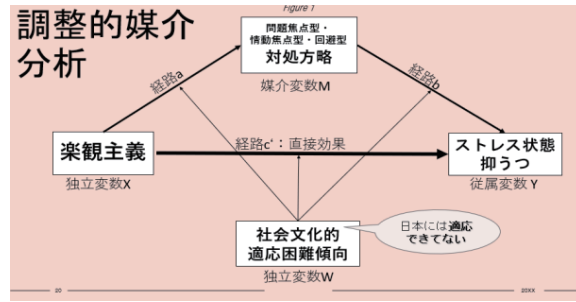 Figure 1
調整的媒介
分析
問題焦点型・
情動焦点型・回避型
対処方略
経路a
媒介変数M
経路b
楽観主義
経路c‘：直接効果
ストレス状態
抑うつ
独立変数X
従属変数 Y
社会文化的
適応困難傾向
日本には適応
できてない
独立変数W
20
20XX